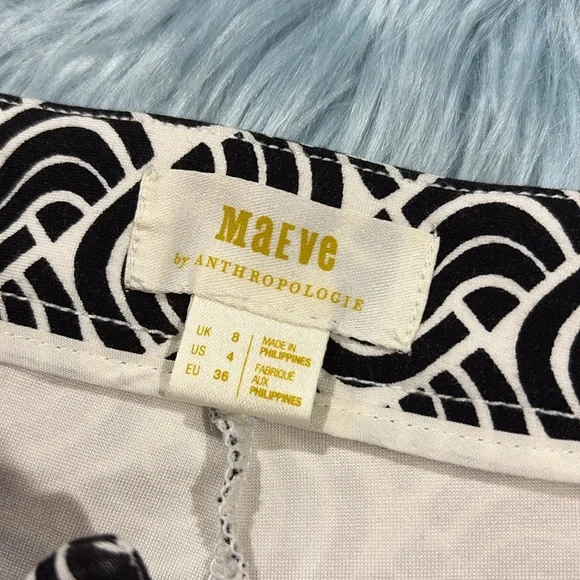 MaEVe
by ANTHROPOLOGIE
UK 8
US 4
EU 36
MADE IN
PHILIPPINES
FABRIQUÉ
AUX
PHILIPPINES